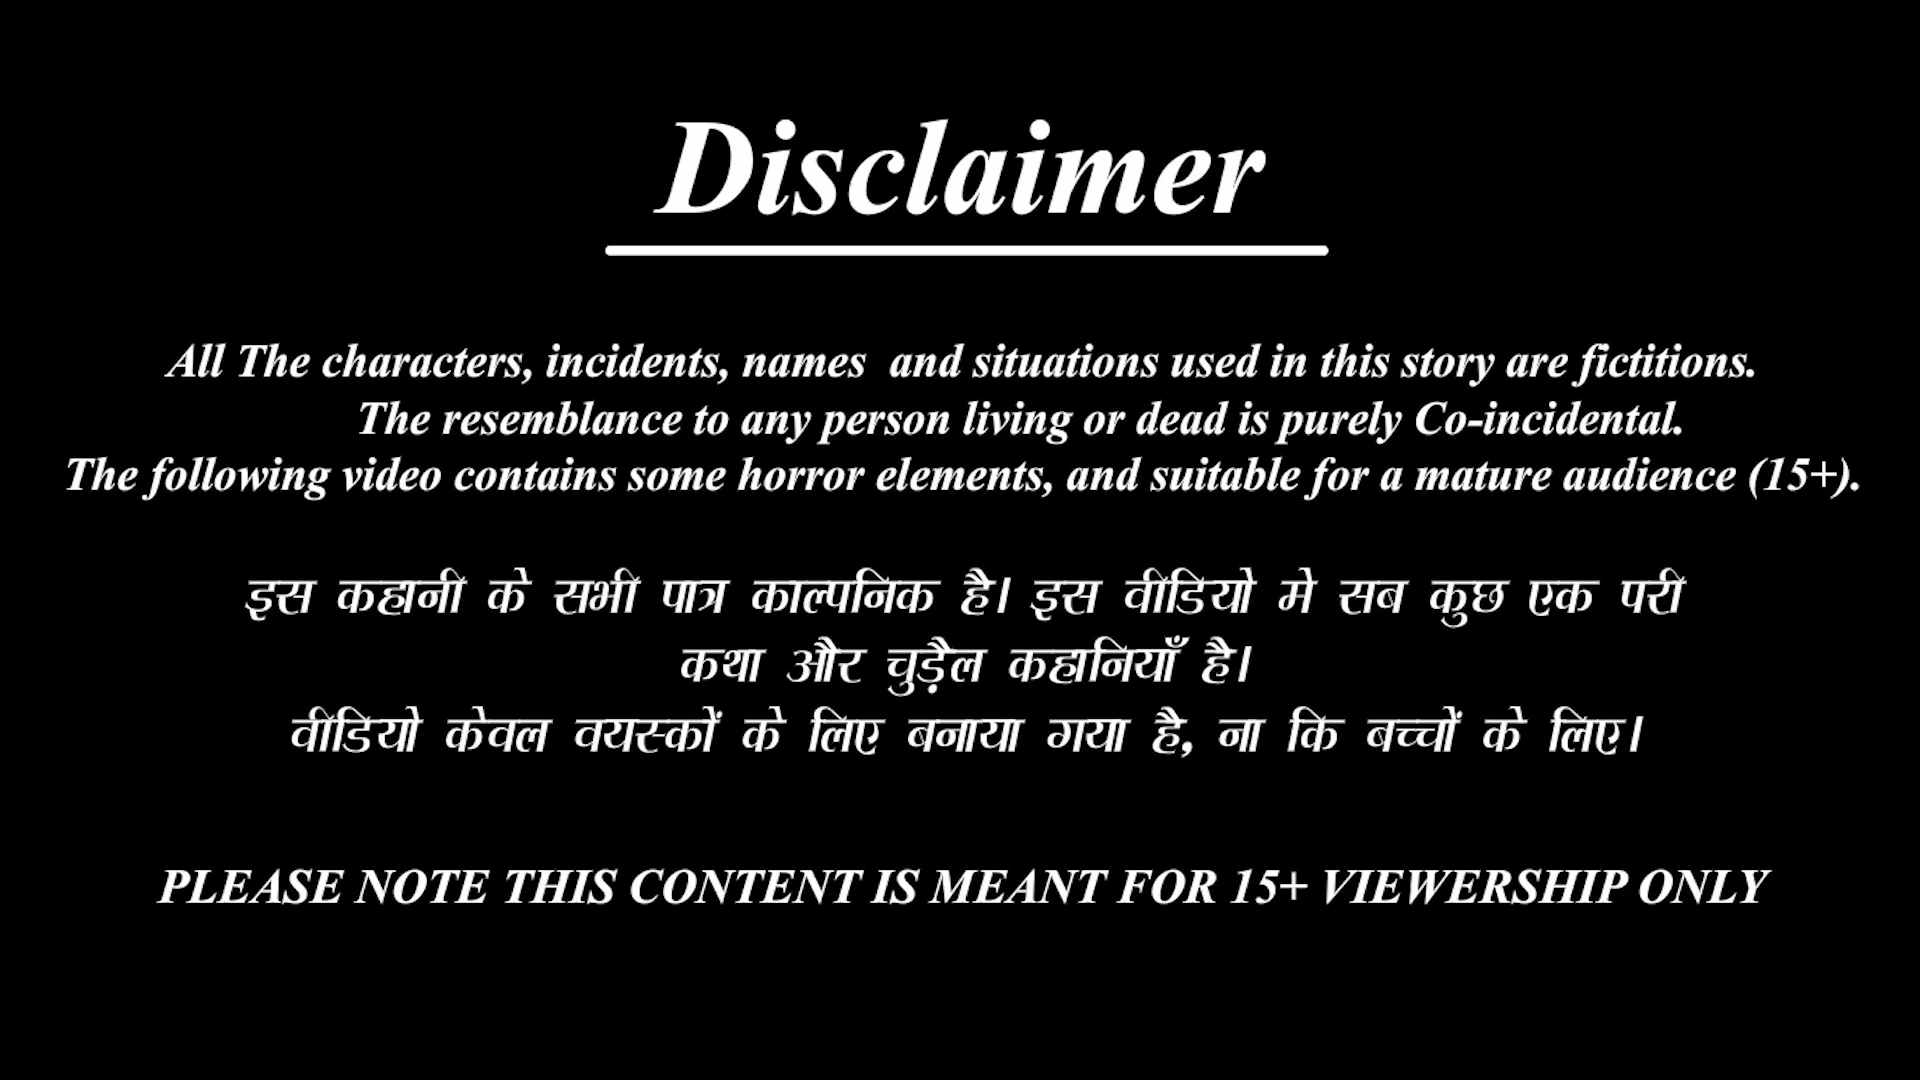 Disclaimer
All The characters, incidents, names  and situations used in this story are fictitions.
The resemblance to any person living or dead is purely Co-incidental.
The following video contains some horror elements, and suitable for a mature audience (15+).
इस कहानी के सभी पात्र काल्पनिक है। इस वीडियो मे सब कुछ एक परी
कथा और चुड़ैल कहानियाँ है।
वीडियो केवल वयस्कों के लिए बनाया गया है, ना कि बच्चों के लिए।
PLEASE NOTE THIS CONTENT IS MEANT FOR 15+ VIEWERSHIP ONLY